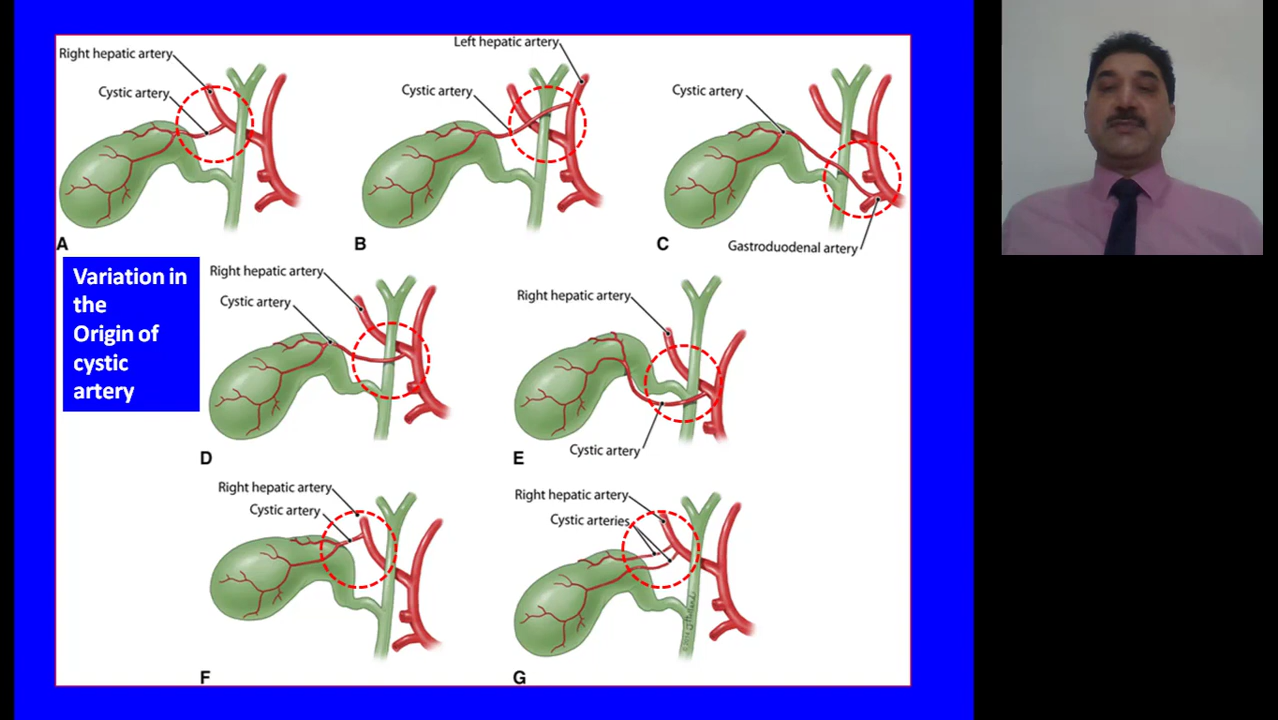 Right hepatic artery
Cystic artery
A
Left hepatic artery
Cystic artery
B
Cystic artery
Gastroduodenal artery
C
Variation in
the
Origin of
cystic
artery
Right hepatic artery
Cystic artery
D
Right hepatic artery
Cystic artery
E
Right hepatic artery
Cystic artery
F
Right hepatic artery
Cystic arteries
G